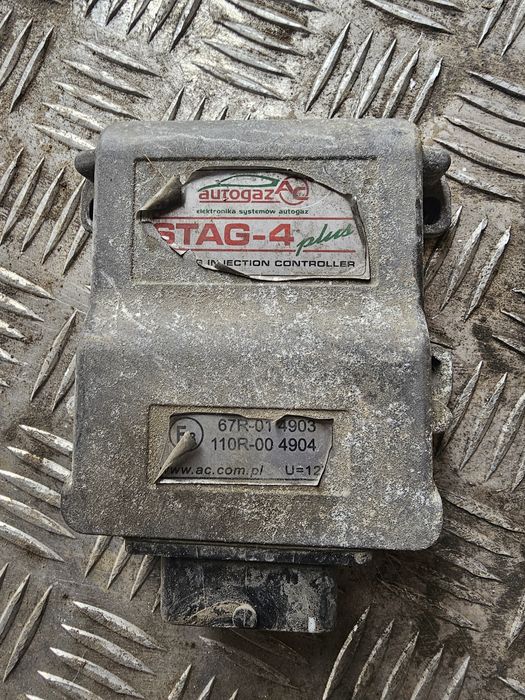 autogaz AC
elektronika systemów autogaz
STAG-4 plus
INJECTION CONTROLLER
67R-01 4903
110R-00 4904
www.ac.com.pl U=12